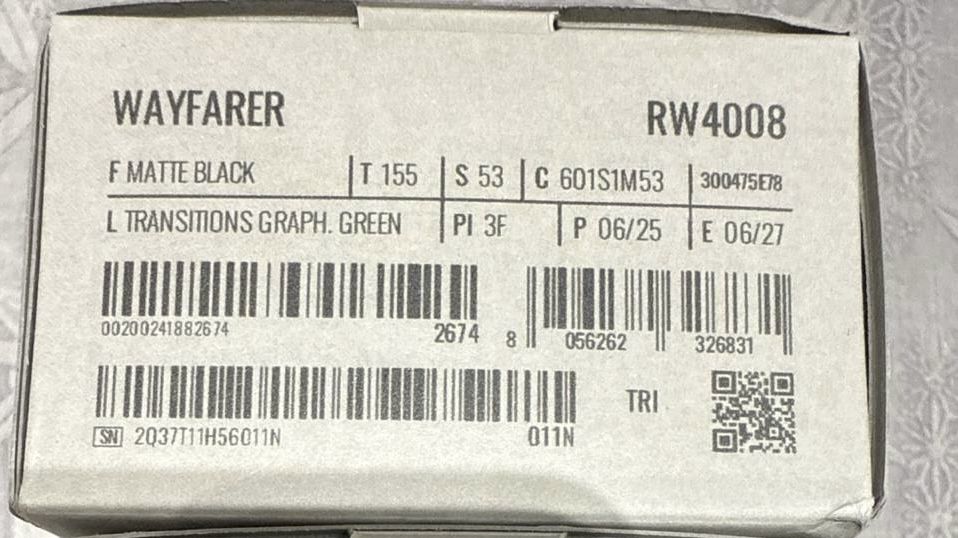 WAYFARER RW4008
F MATTE BLACK T 155 S 53 C 601S1M53 300475E78
L TRANSITIONS GRAPH. GREEN PI 3F P 06/25 E 06/27
00200241882674 2674 8 056262 326831
TRI
SN 2Q37T11H56011N 011N